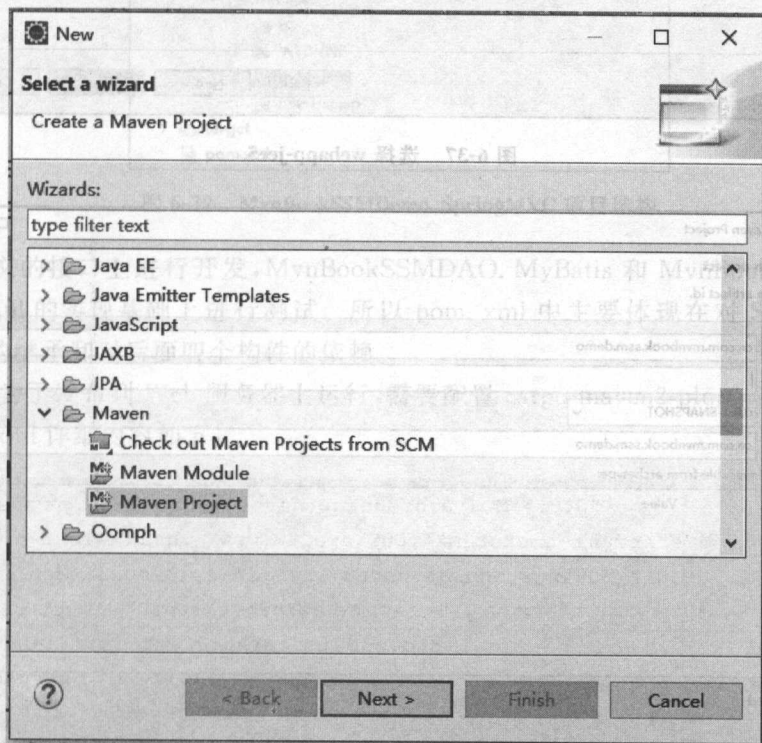 New
Select a wizard
Create a Maven Project
Wizards:
type filter text
Java EE
Java Emitter Templates
JavaScript
JAXB
JPA
Maven
Check out Maven Projects from SCM
Maven Module
Maven Project
Oomph
< Back
Next >
Finish
Cancel